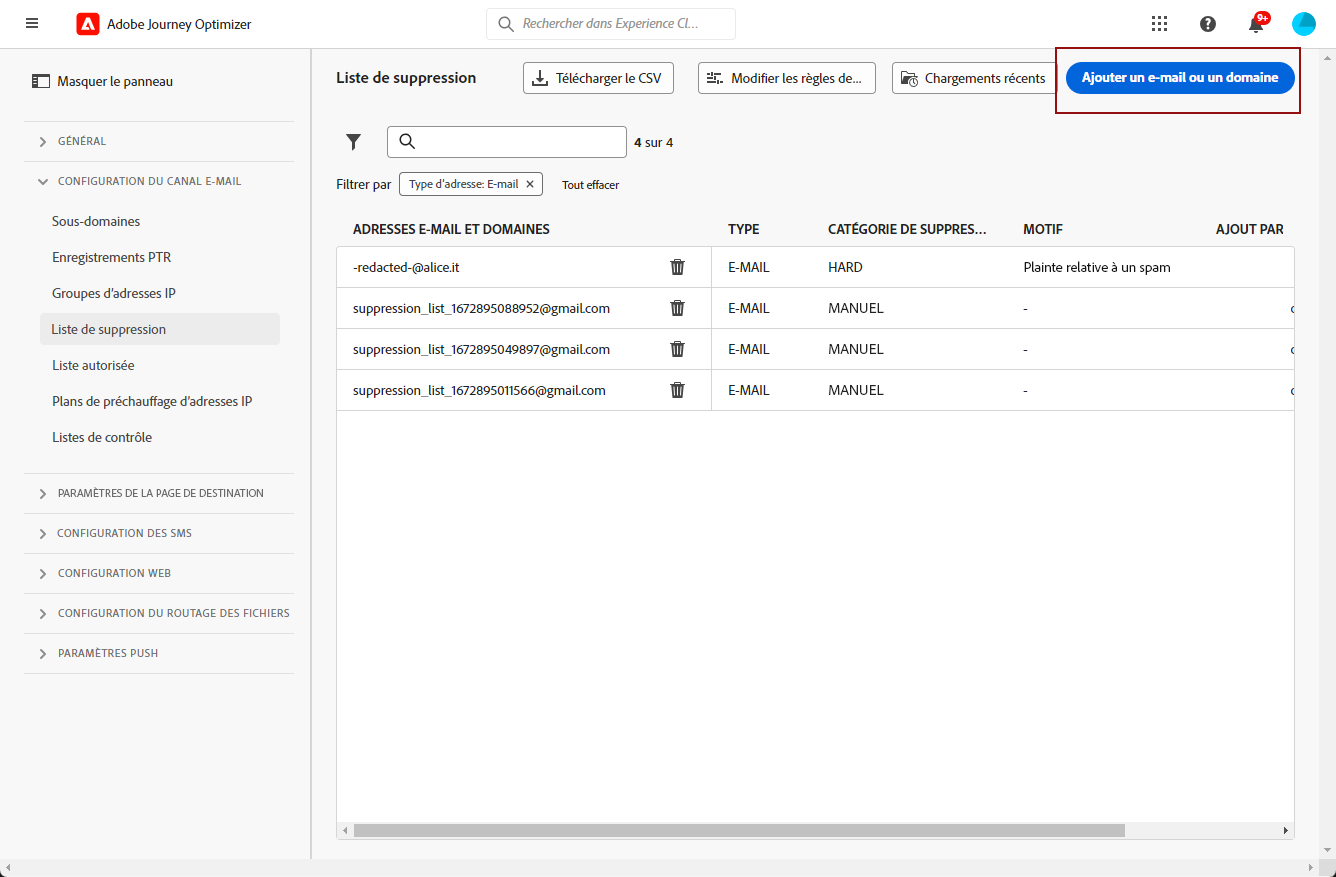 Adobe Journey Optimizer
Rechercher dans Experience Cl...
9+
Masquer le panneau
GÉNÉRAL
CONFIGURATION DU CANAL E-MAIL
Sous-domaines
Enregistrements PTR
Groupes d'adresses IP
Liste de suppression
Liste autorisée
Plans de préchauffage d'adresses IP
Listes de contrôle
PARAMÈTRES DE LA PAGE DE DESTINATION
CONFIGURATION DES SMS
CONFIGURATION WEB
CONFIGURATION DU ROUTAGE DES FICHIERS
PARAMÈTRES PUSH
Liste de suppression
Télécharger le CSV
Modifier les règles de...
Chargements récents
Ajouter un e-mail ou un domaine
4 sur 4
Filtrer par
Type d'adresse: E-mail ×
Tout effacer
ADRESSES E-MAIL ET DOMAINES TYPE CATÉGORIE DE SUPPRES... MOTIF AJOUT PAR
-redacted-@alice.it E-MAIL HARD Plainte relative à un spam
suppression_list_1672895088952@gmail.com E-MAIL MANUEL -
suppression_list_1672895049897@gmail.com E-MAIL MANUEL -
suppression_list_1672895011566@gmail.com E-MAIL MANUEL -